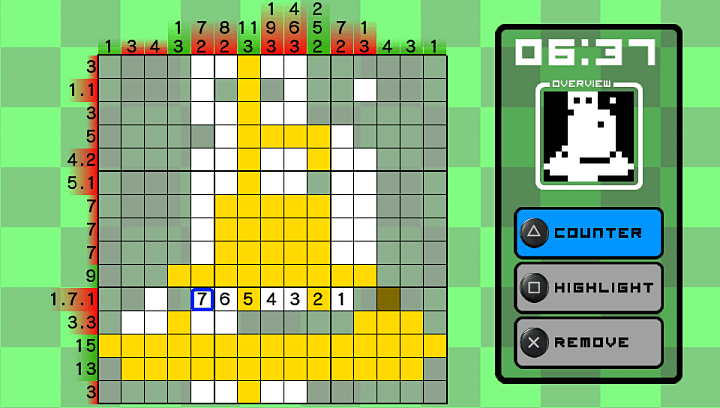 1 4 2
1 7 8 11 9 6 5 7 1
1 3 4 3 2 2 3 3 3 2 2 3 4 3 1
06:37
3
1.1
OVERVIEW
3
5
4.2
5.1
7
7
COUNTER
7
9
HIGHLIGHT
1.7.1 7 6 5 4 3 2 1
3.3
15
REMOVE
13
3